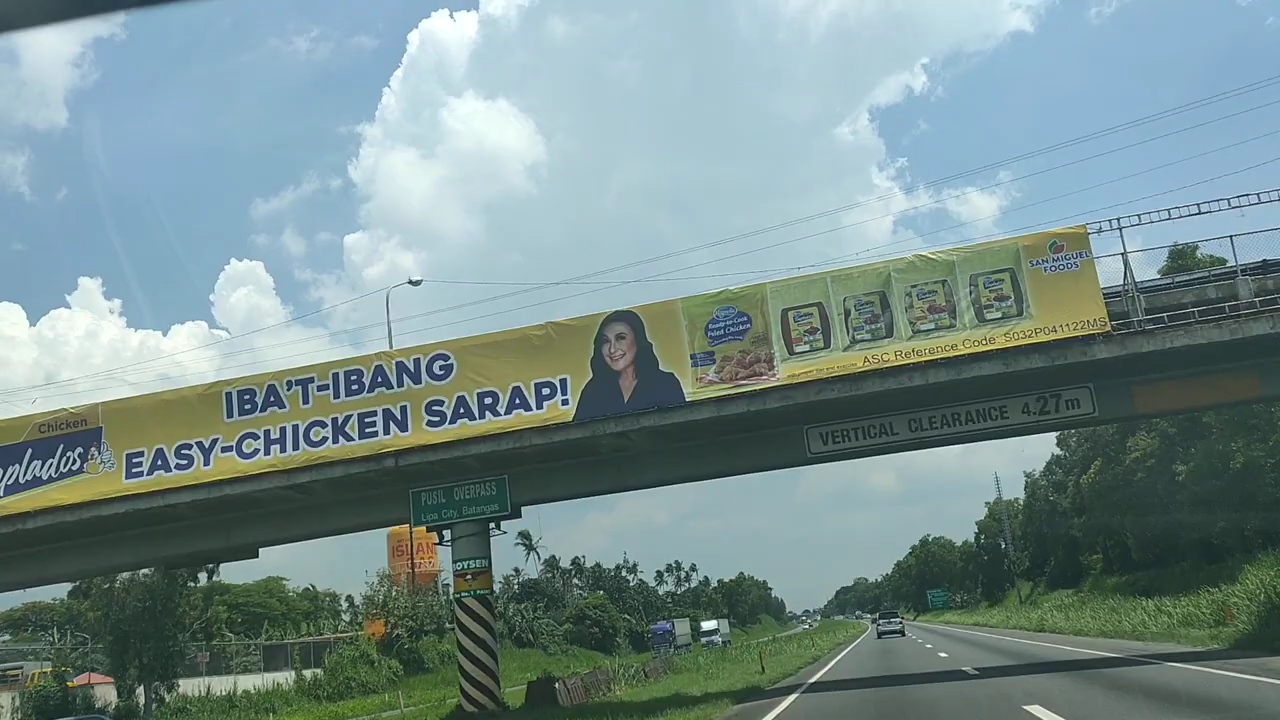 Chicken
IBA'T-IBANG
EASY-CHICKEN SARAP!
Ready-to-Cook
Fried Chicken
SAN MIGUEL
FOODS
ASC Reference Code: S032P041122MS
VERTICAL CLEARANCE 4.27m
PUSIL OVERPASS
Lipa City, Batangas
BOYSEN